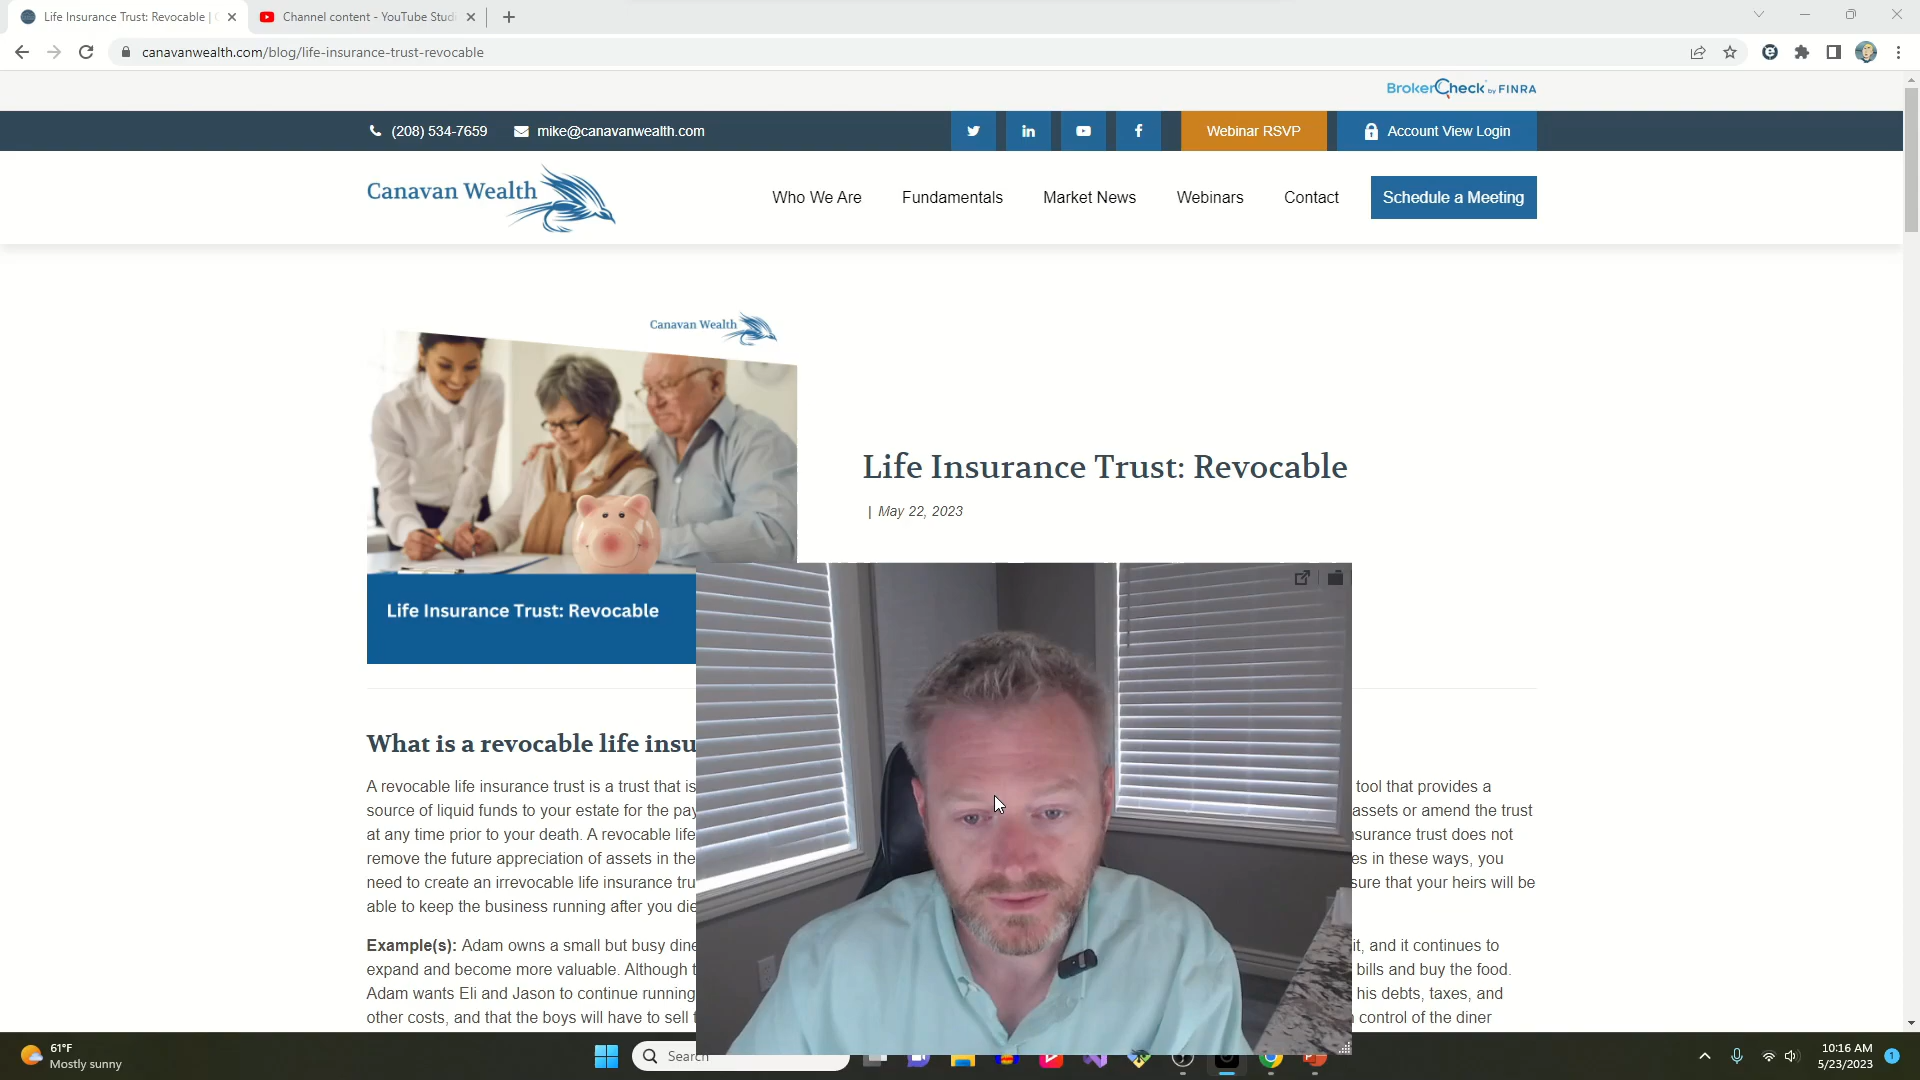 Life Insurance Trust: Revocable |
Channel content - YouTube Stud
canavanwealth.com/blog/life-insurance-trust-revocable
BrokerCheck by FINRA
(208) 534-7659 mike@canavanwealth.com Webinar RSVP Account View Login
Canavan Wealth
Who We Are Fundamentals Market News Webinars Contact Schedule a Meeting
Canavan Wealth
Life Insurance Trust: Revocable
| May 22, 2023
Life Insurance Trust: Revocable
What is a revocable life insu
A revocable life insurance trust is a trust that is tool that provides a
source of liquid funds to your estate for the pay assets or amend the trust
at any time prior to your death. A revocable life nsurance trust does not
remove the future appreciation of assets in the es in these ways, you
need to create an irrevocable life insurance tru sure that your heirs will be
able to keep the business running after you die
Example(s): Adam owns a small but busy dine it, and it continues to
expand and become more valuable. Although t bills and buy the food.
Adam wants Eli and Jason to continue running his debts, taxes, and
other costs, and that the boys will have to sell control of the diner
61°F
Mostly sunny
Search
10:16 AM
5/23/2023
1